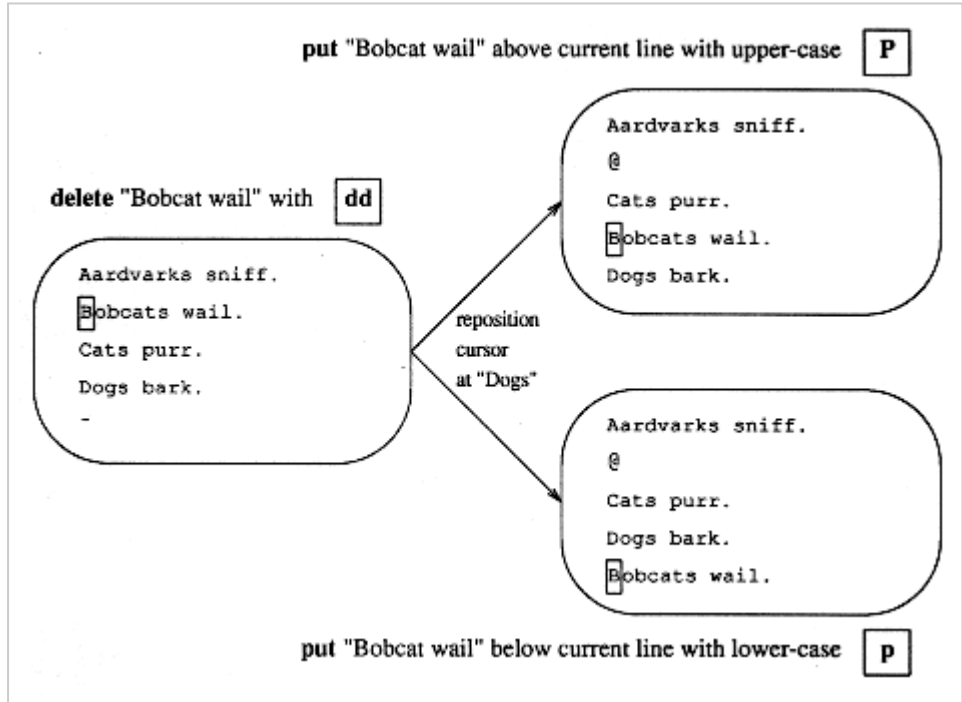 put "Bobcat wail" above current line with upper-case P
Aardvarks sniff.
@
Cats purr.
Bobcats wail.
Dogs bark.
delete "Bobcat wail" with dd
Aardvarks sniff.
Bobcats wail.
Cats purr.
Dogs bark.
-
reposition
cursor
at "Dogs"
Aardvarks sniff.
@
Cats purr.
Dogs bark.
Bobcats wail.
put "Bobcat wail" below current line with lower-case p